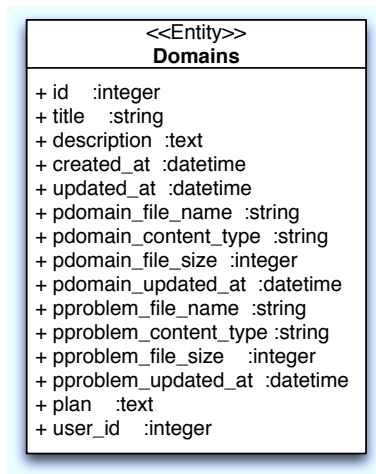 <<Entity>>
Domains
+ id :integer
+ title :string
+ description :text
+ created_at :datetime
+ updated_at :datetime
+ pdomain_file_name :string
+ pdomain_content_type :string
+ pdomain_file_size :integer
+ pdomain_updated_at :datetime
+ pproblem_file_name :string
+ pproblem_content_type :string
+ pproblem_file_size :integer
+ pproblem_updated_at :datetime
+ plan :text
+ user_id :integer